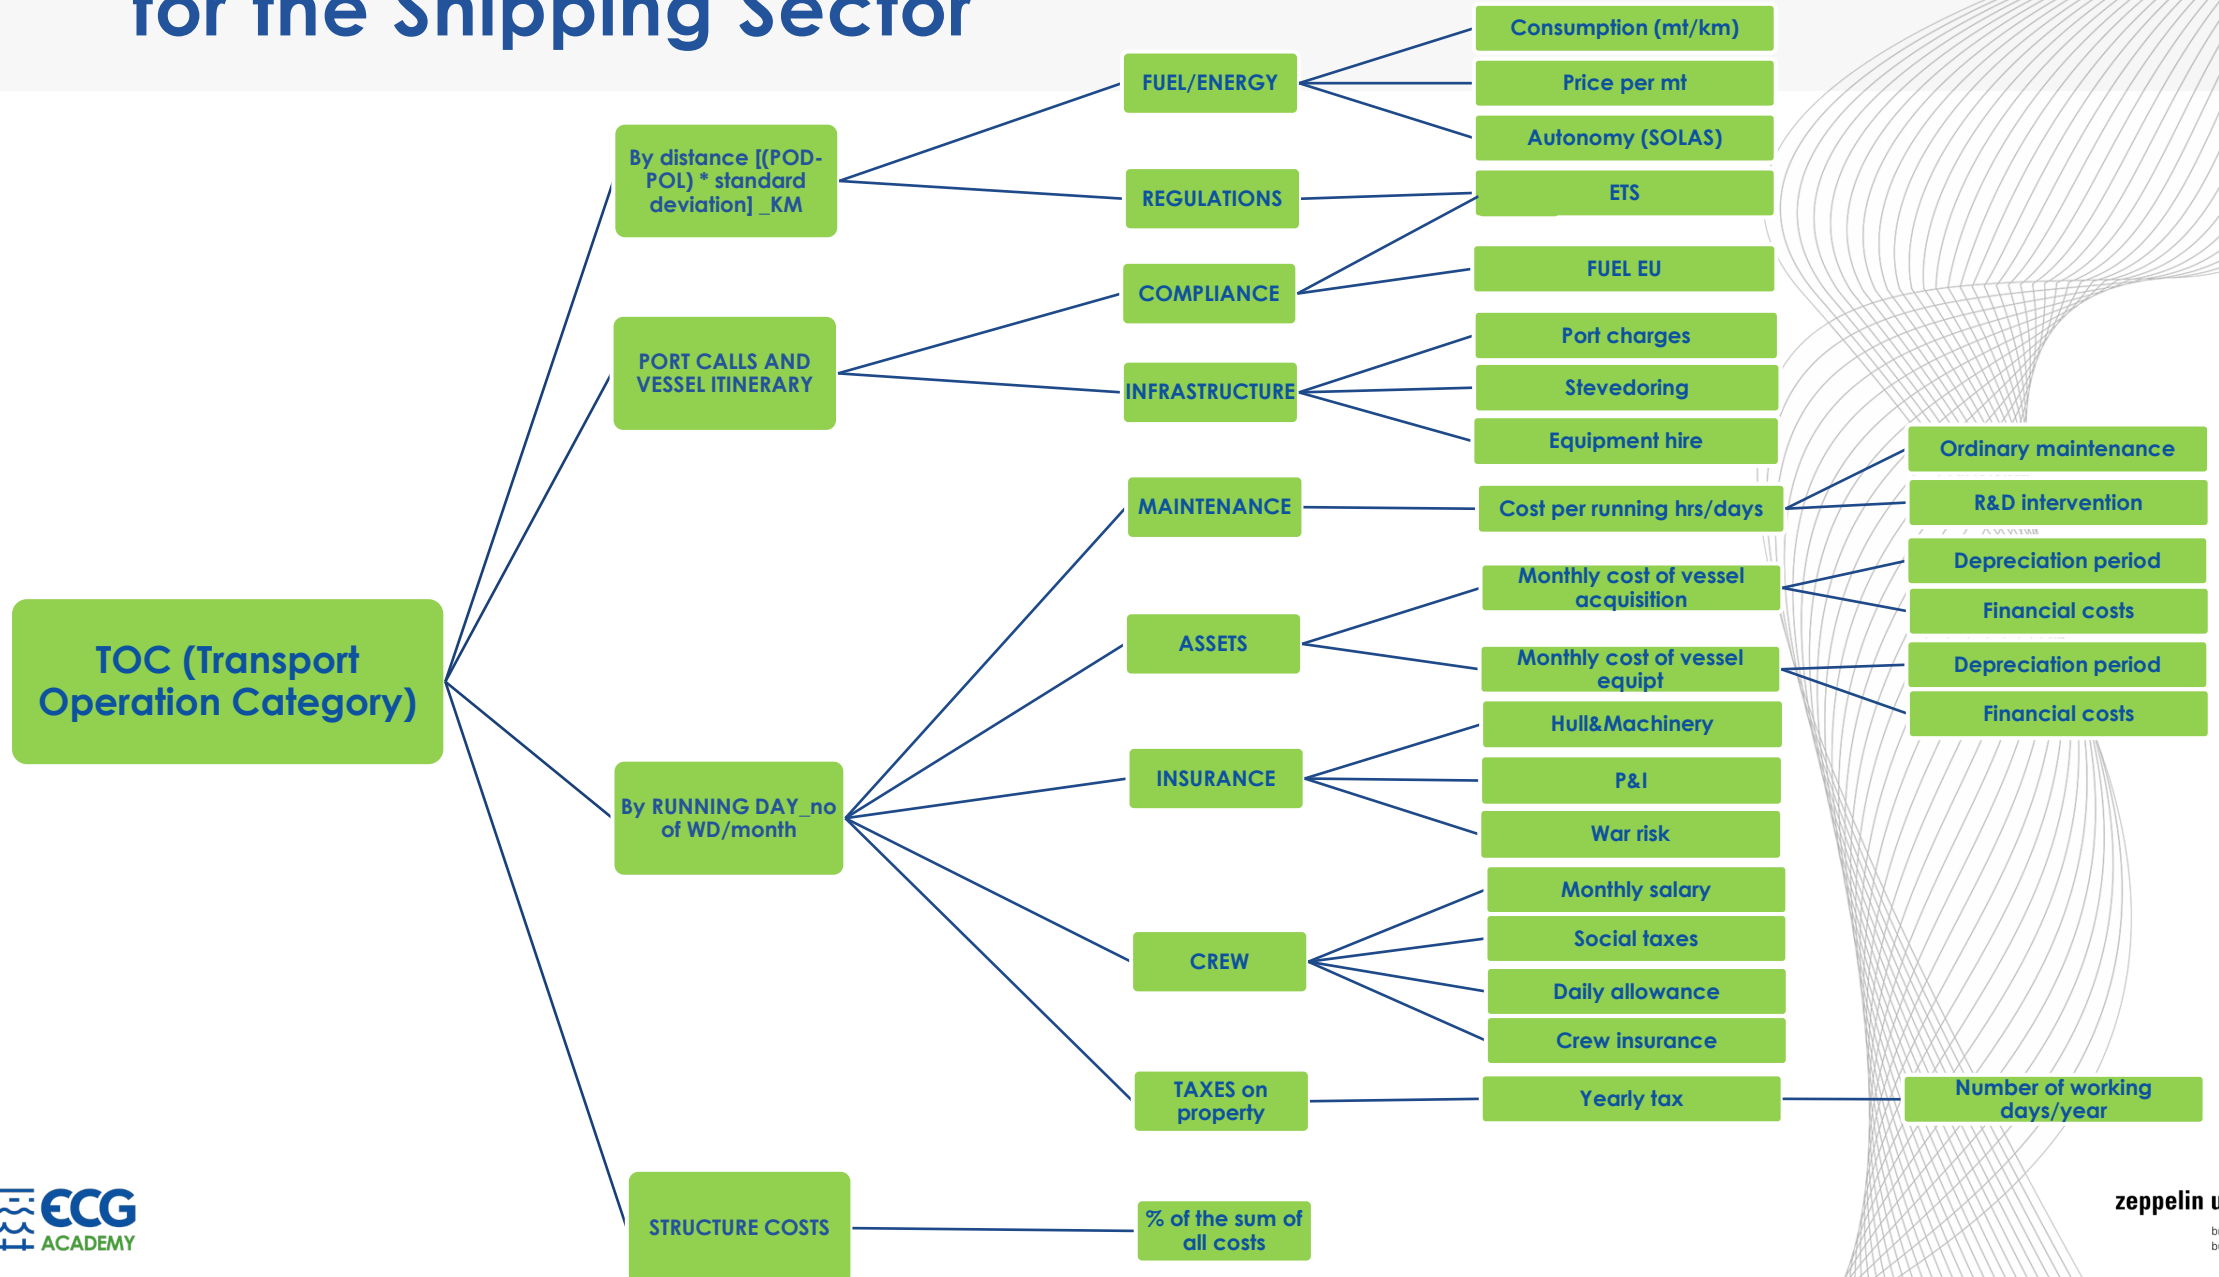 for the Shipping Sector
TOC (Transport
Operation Category)
By distance [(POD-
POL) * standard
deviation] _KM
PORT CALLS AND
VESSEL ITINERARY
By RUNNING DAY_no
of WD/month
STRUCTURE COSTS
FUEL/ENERGY
REGULATIONS
COMPLIANCE
INFRASTRUCTURE
MAINTENANCE
ASSETS
INSURANCE
CREW
TAXES on
property
% of the sum of
all costs
Consumption (mt/km)
Price per mt
Autonomy (SOLAS)
ETS
FUEL EU
Port charges
Stevedoring
Equipment hire
Cost per running hrs/days
Monthly cost of vessel
acquisition
Monthly cost of vessel
equipt
Hull&Machinery
P&I
War risk
Monthly salary
Social taxes
Daily allowance
Crew insurance
Yearly tax
Ordinary maintenance
R&D intervention
Depreciation period
Financial costs
Depreciation period
Financial costs
Number of working
days/year
ECG
ACADEMY
zeppelin